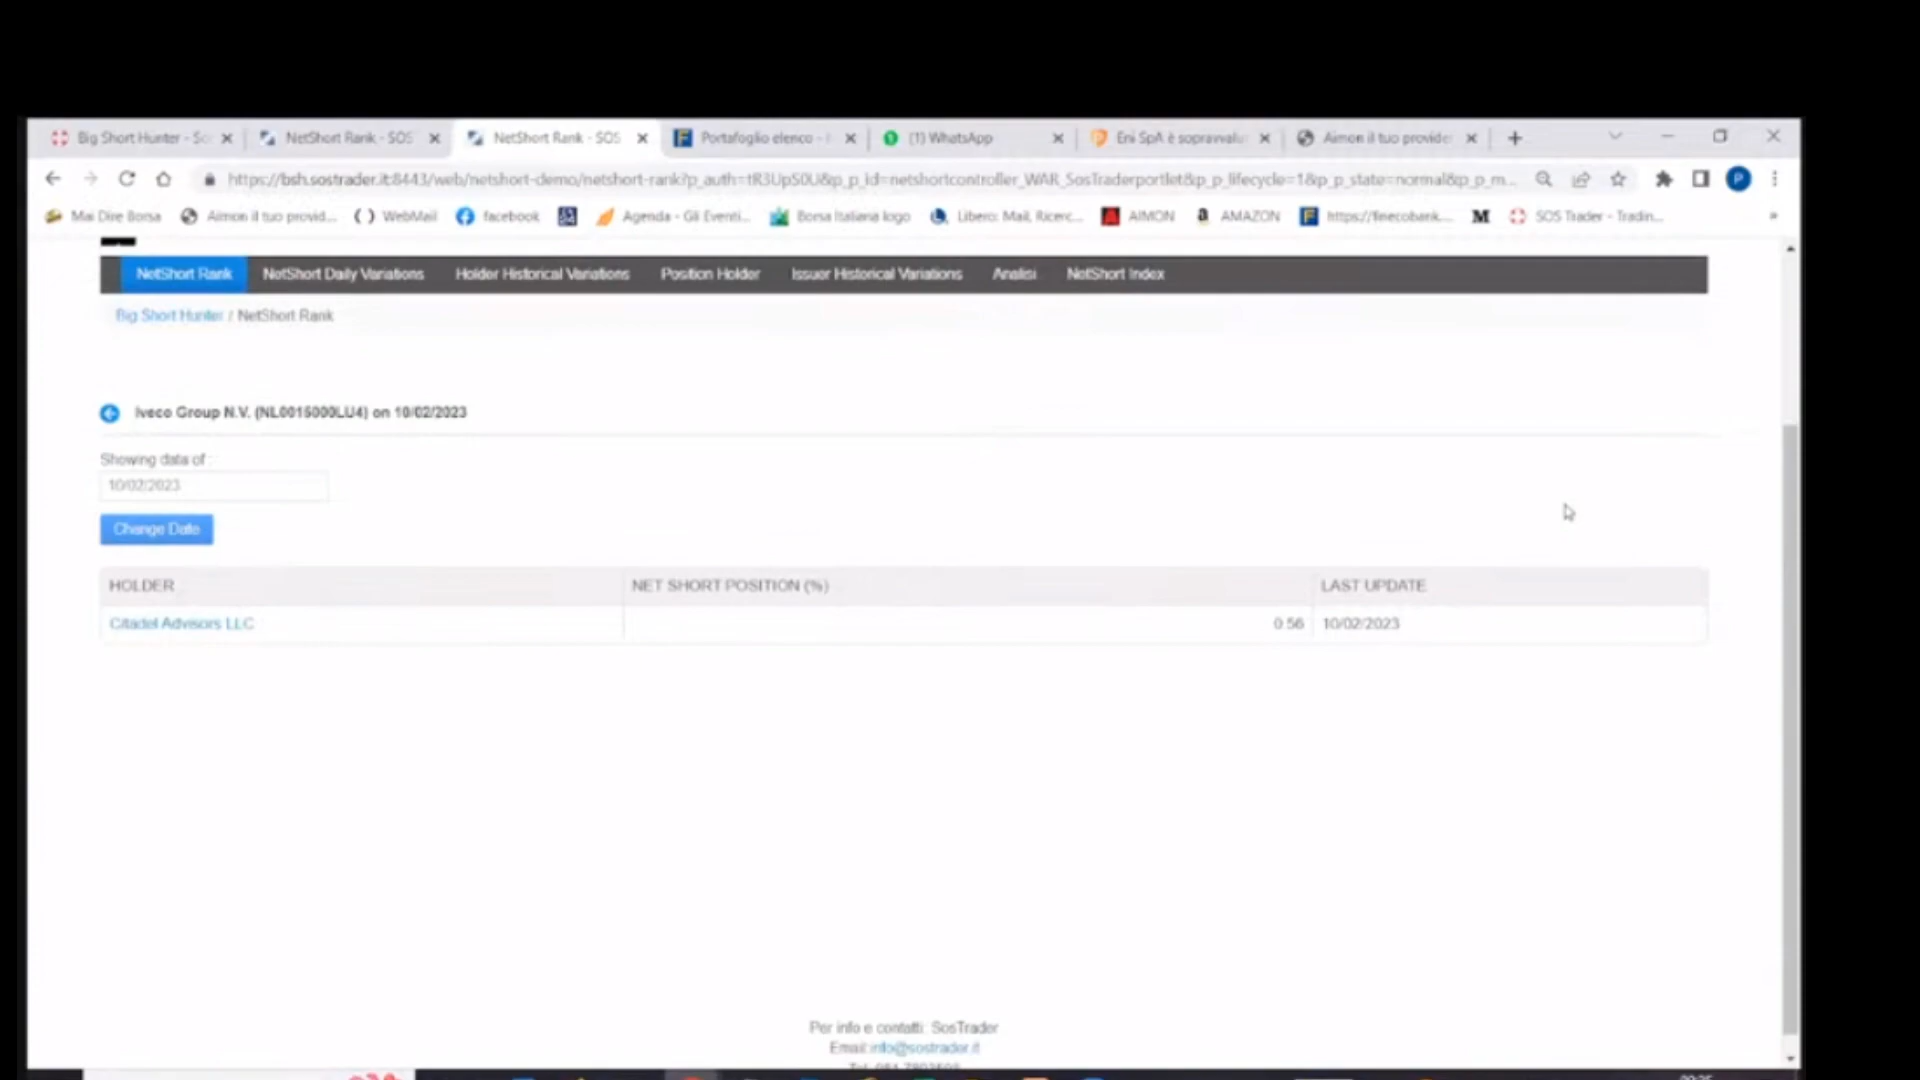 Big Short Hunter - So
NetShort Rank - SOS
NetShort Rank - SOS
Portafoglio elenco -
(1) WhatsApp
Eni SpA è sopravvalu
Aimon il tuo provide
https://bsh.sostrader.it:8443/web/netshort-demo/netshort-rank?p_auth=tR3UpS0U&p_p_id=netshortcontroller_WAR_SosTraderportlet&p_p_lifecycle=1&p_p_state=normal&p_p_m...
P
Mai Dire Borsa
Aimon il tuo provid...
WebMail
facebook
Agenda - Gli Eventi...
Borsa Italiana logo
Libero: Mail, Ricerc...
AIMON
AMAZON
https://finecobank....
M
SOS Trader - Tradin...
NetShort Rank
NetShort Daily Variations
Holder Historical Variations
Position Holder
Issuer Historical Variations
Analisi
NetShort Index
Big Short Hunter / NetShort Rank
Iveco Group N.V. (NL0015000LU4) on 10/02/2023
Showing data of :
10/02/2023
Change Date
HOLDER
NET SHORT POSITION (%)
LAST UPDATE
Citadel Advisors LLC
0.56
10/02/2023
Per info e contatti: SosTrader
Email:info@sostrader.it